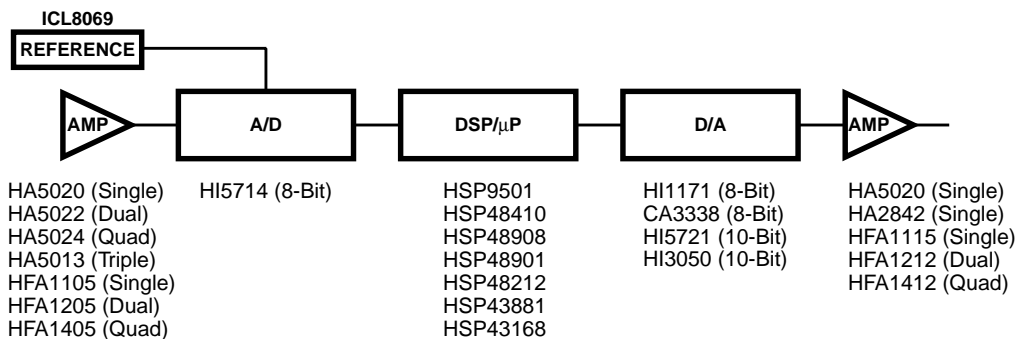 ICL8069
REFERENCE
AMP
A/D
DSP/μP
D/A
AMP
HA5020 (Single)
HA5022 (Dual)
HA5024 (Quad)
HA5013 (Triple)
HFA1105 (Single)
HFA1205 (Dual)
HFA1405 (Quad)
HI5714 (8-Bit)
HSP9501
HSP48410
HSP48908
HSP48901
HSP48212
HSP43881
HSP43168
HI1171 (8-Bit)
CA3338 (8-Bit)
HI5721 (10-Bit)
HI3050 (10-Bit)
HA5020 (Single)
HA2842 (Single)
HFA1115 (Single)
HFA1212 (Dual)
HFA1412 (Quad)